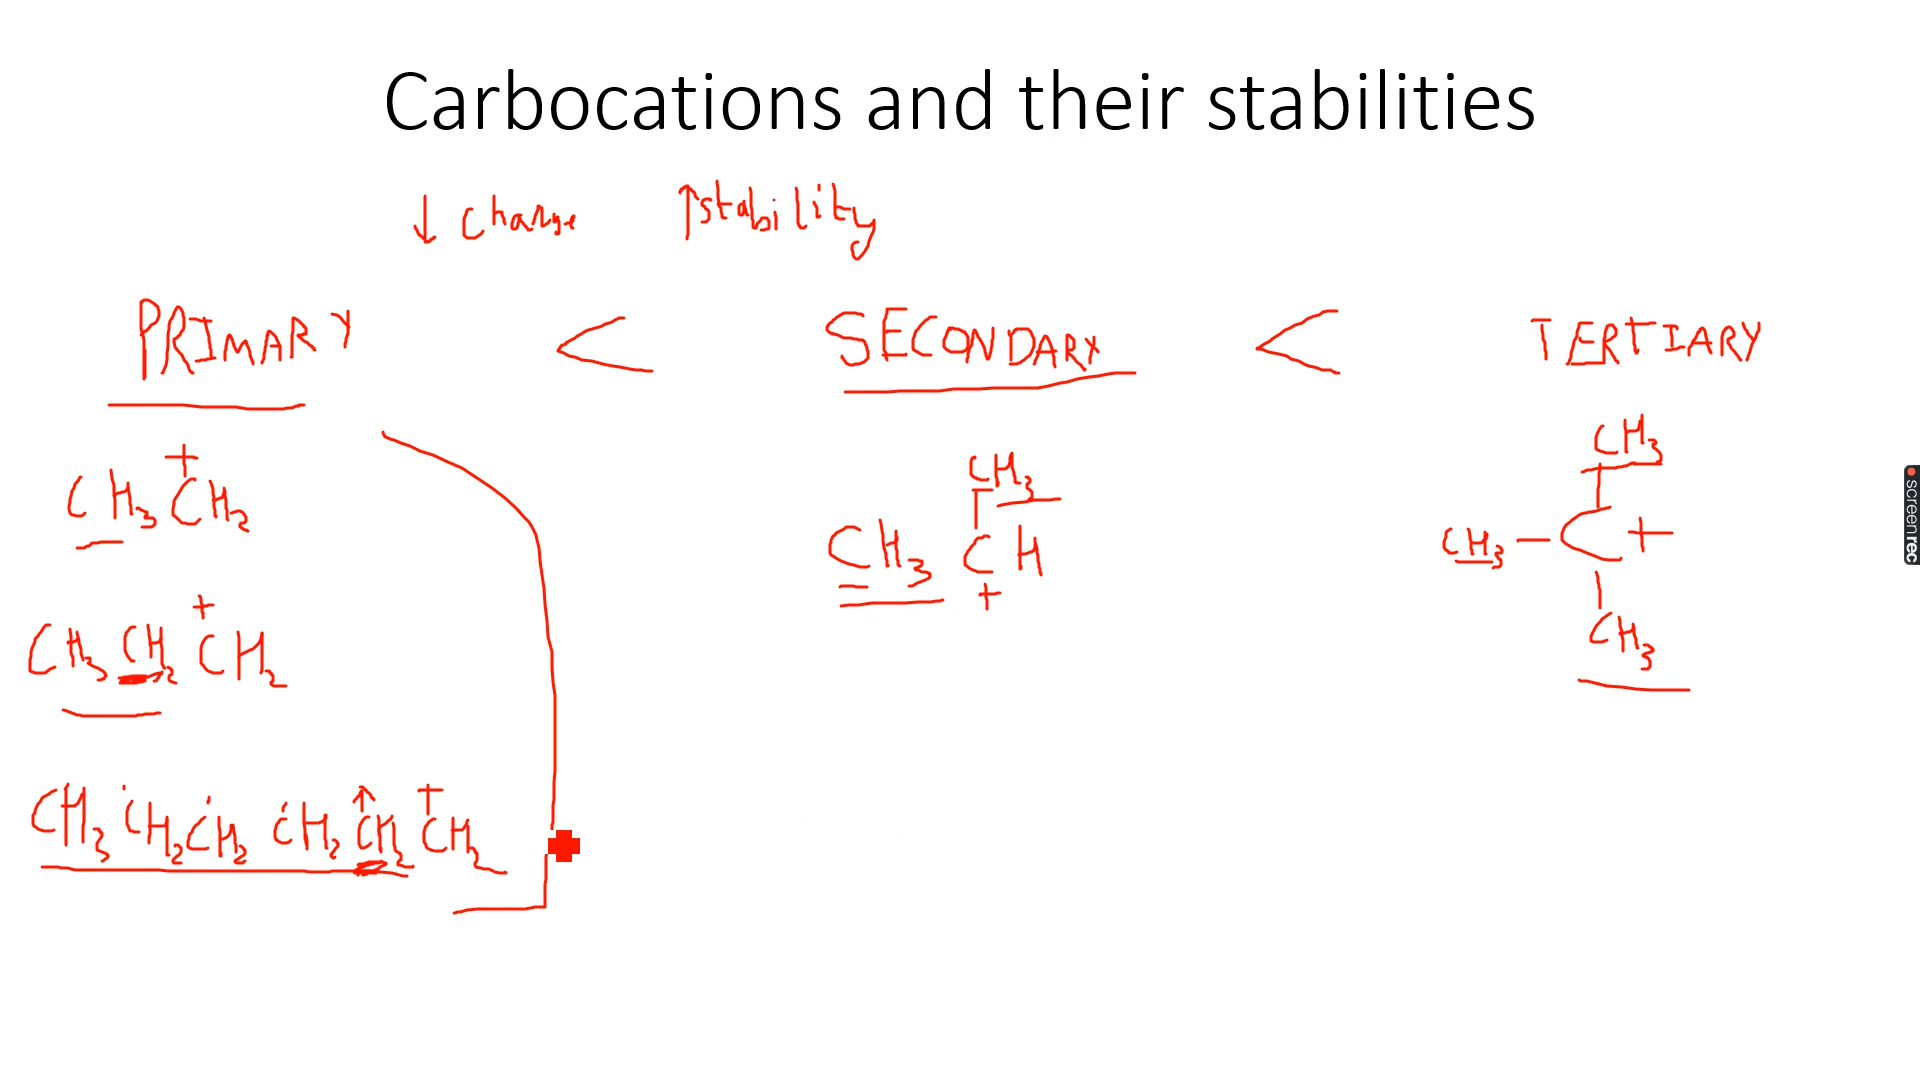 Carbocations and their stabilities
↓ charge ↑ stability
PRIMARY < SECONDARY < TERTIARY
CH3
+
CH3 CH2
CH3
CH3 CH
+
CH3 — C +
CH3
+
CH3 CH2 CH2
+
CH3 CH2 CH2 CH2 CH2 CH2
screenrec